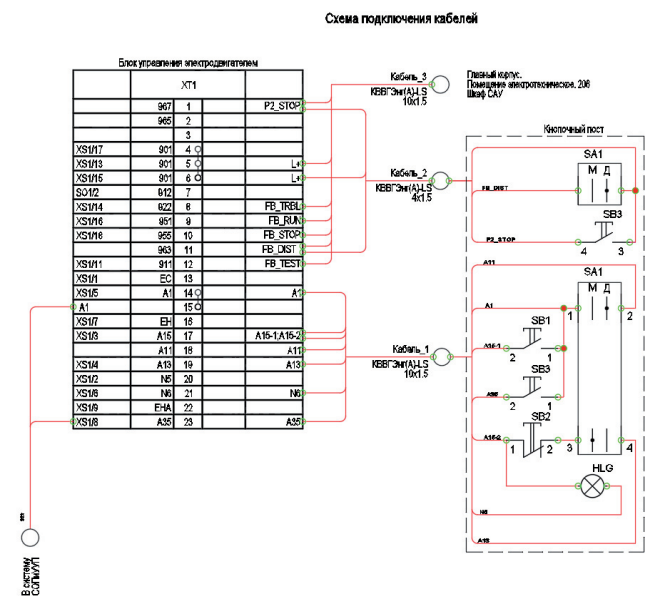 Схема подключения кабелей
Блок управления электродвигателем
XT1
967 1 P2_STOP
965 2
3
XS1/17 901 4
XS1/13 901 5 L+
XS1/15 901 6 L+
SO1/2 912 7
XS1/14 922 8 FB_TRBL
XS1/16 951 9 FB_RUN
XS1/18 955 10 FB_STOP
963 11 FB_DIST
XS1/11 911 12 FB_TEST
XS1/1 EC 13
XS1/5 A1 14 A1
A1 15
XS1/7 EH 16
XS1/3 A15 17 A15-1;A15-2
A11 18 A11
XS1/4 A13 19 A13
XS1/2 N5 20
XS1/6 N6 21 N6
XS1/9 EHA 22
XS1/8 A35 23 A35
В систему
Кабель_3
КВВГЭнг(А)-LS
10x1.5
Главный корпус.
Помещение электротехническое, 206
Шкаф САУ
Кабель_2
КВВГЭнг(А)-LS
4x1.5
Кабель_1
КВВГЭнг(А)-LS
10x1.5
Кнопочный пост
SA1
М Д
FB_DIST
SB3
P2_STOP
4 3
A11
SA1
М Д
A1
1 2
SB1
A15-1
2 1
SB3
A35
2 1
SB2
A15-2
1 2 3 4
HLG
N6
A13